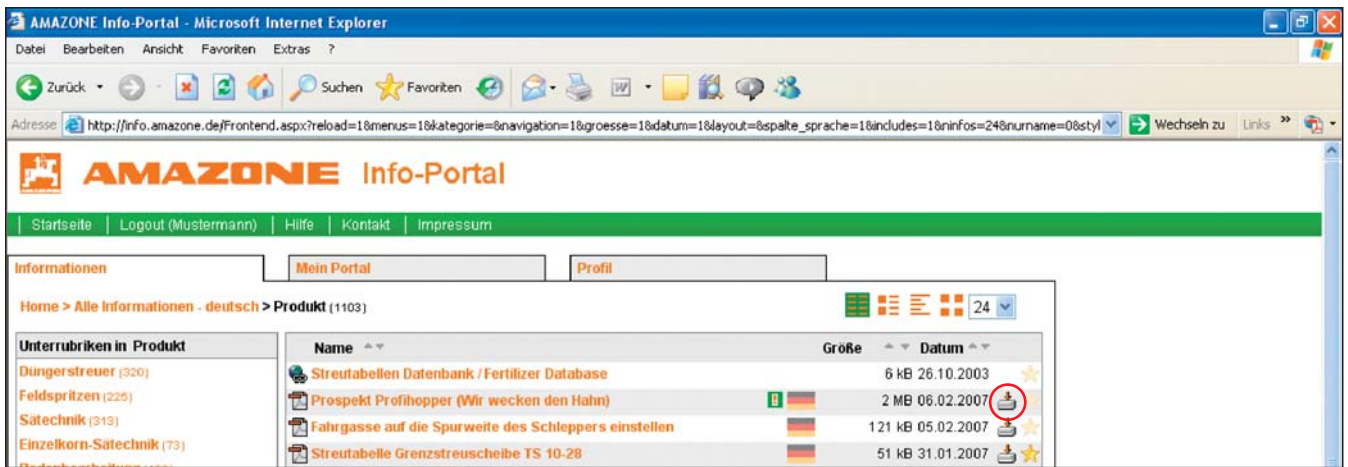 AMAZONE Info-Portal - Microsoft Internet Explorer
Datei Bearbeiten Ansicht Favoriten Extras ?
Zurück Suchen Favoriten
Adresse http://info.amazone.de/Frontend.aspx?reload=1&menus=1&kategorie=&navigation=1&groesse=1&datum=1&layout=&spalte_sprache=1&includes=1&ninfos=24&nurname=0&styl Wechseln zu Links »
AMAZONE Info-Portal
Startseite | Logout (Mustermann) | Hilfe | Kontakt | Impressum
Informationen Mein Portal Profil
Home > Alle Informationen - deutsch > Produkt (1103) 24
Unterrubriken in Produkt Name Größe Datum
Düngerstreuer (320) Streutabellen Datenbank / Fertilizer Database 6 kB 26.10.2003
Feldspritzen (225) Prospekt Profihopper (Wir wecken den Hahn) 2 MB 06.02.2007
Sätechnik (313) Fahrgasse auf die Spurweite des Schleppers einstellen 121 kB 05.02.2007
Einzelkorn-Sätechnik (73) Streutabelle Grenzstreuscheibe TS 10-28 51 kB 31.01.2007